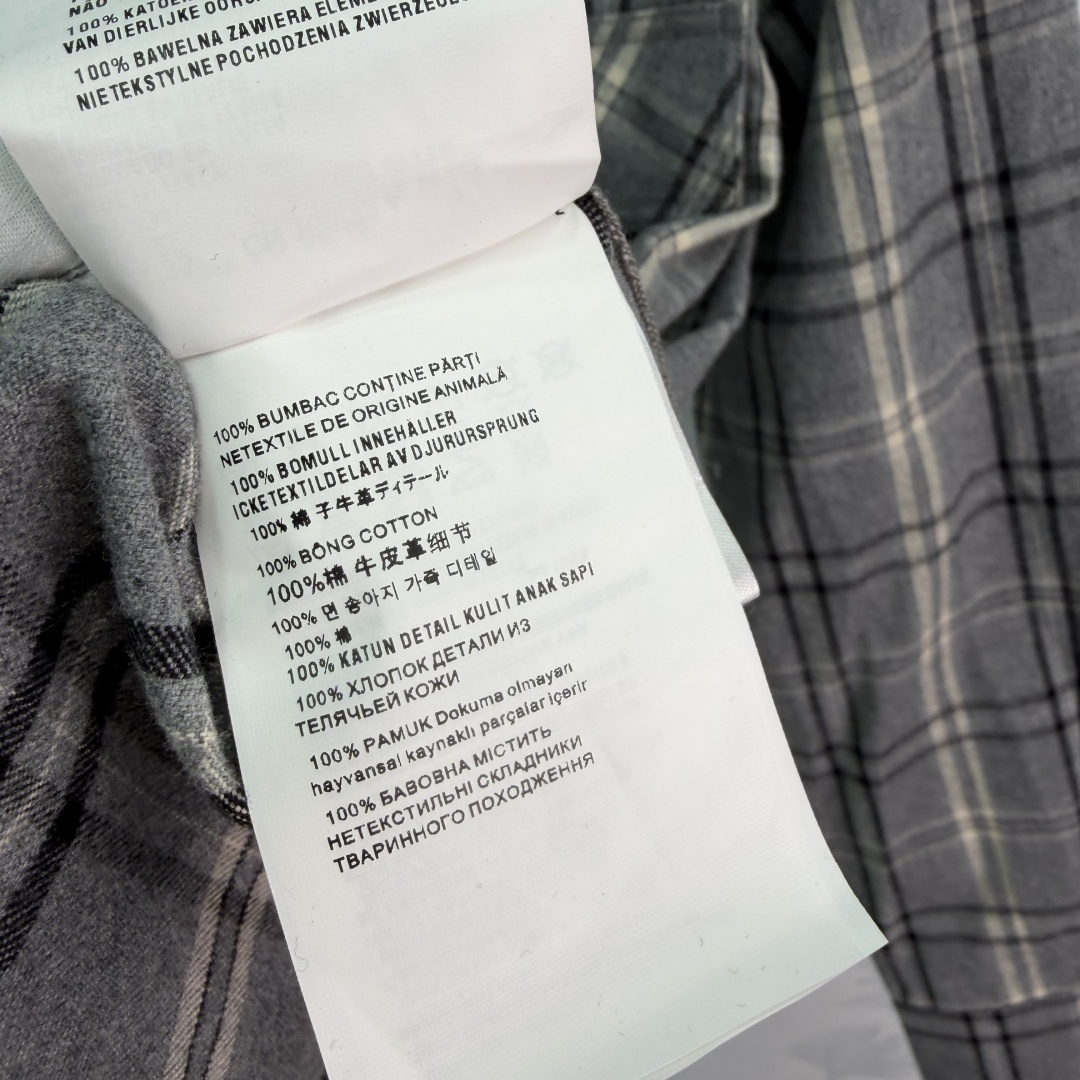 NÃO
100% KATOEN
VAN DIERLIJKE
100% BAWELNA ZAWIERA
NIETEKSTYLNE POCHODZENIA
100% BUMBAC CONȚINE PĂRȚI
NETEXTILE DE ORIGINE ANIMALĂ
100% BOMULL INNEHÅLLER
ICKETEXTILDELAR AV DJURURSPRUNG
100% 綿 子牛革ディテール
100% BÔNG COTTON
100%棉 牛皮革细节
100% 면 송아지 가죽 디테일
100% 棉
100% KATUN DETAIL KULIT ANAK SAPI
100% ХЛОПОК ДЕТАЛИ ИЗ
ТЕЛЯЧЬЕЙ КОЖИ
100% PAMUK Dokuma olmayan
hayvansal kaynaklı parçalar içerir
100% БАВОВНА МІСТИТЬ
НЕТЕКСТИЛЬНІ СКЛАДНИКИ
ТВАРИННОГО ПОХОДЖЕННЯ